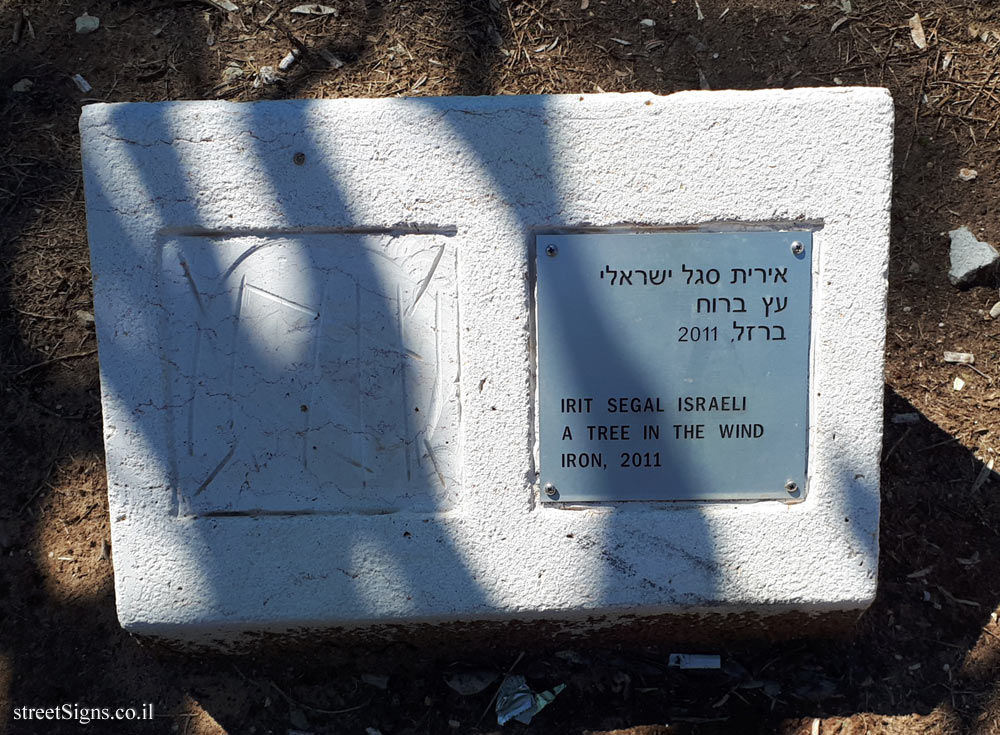 אירית סגל ישראלי
עץ ברוח
ברזל, 2011
IRIT SEGAL ISRAELI
A TREE IN THE WIND
IRON, 2011
streetSigns.co.il